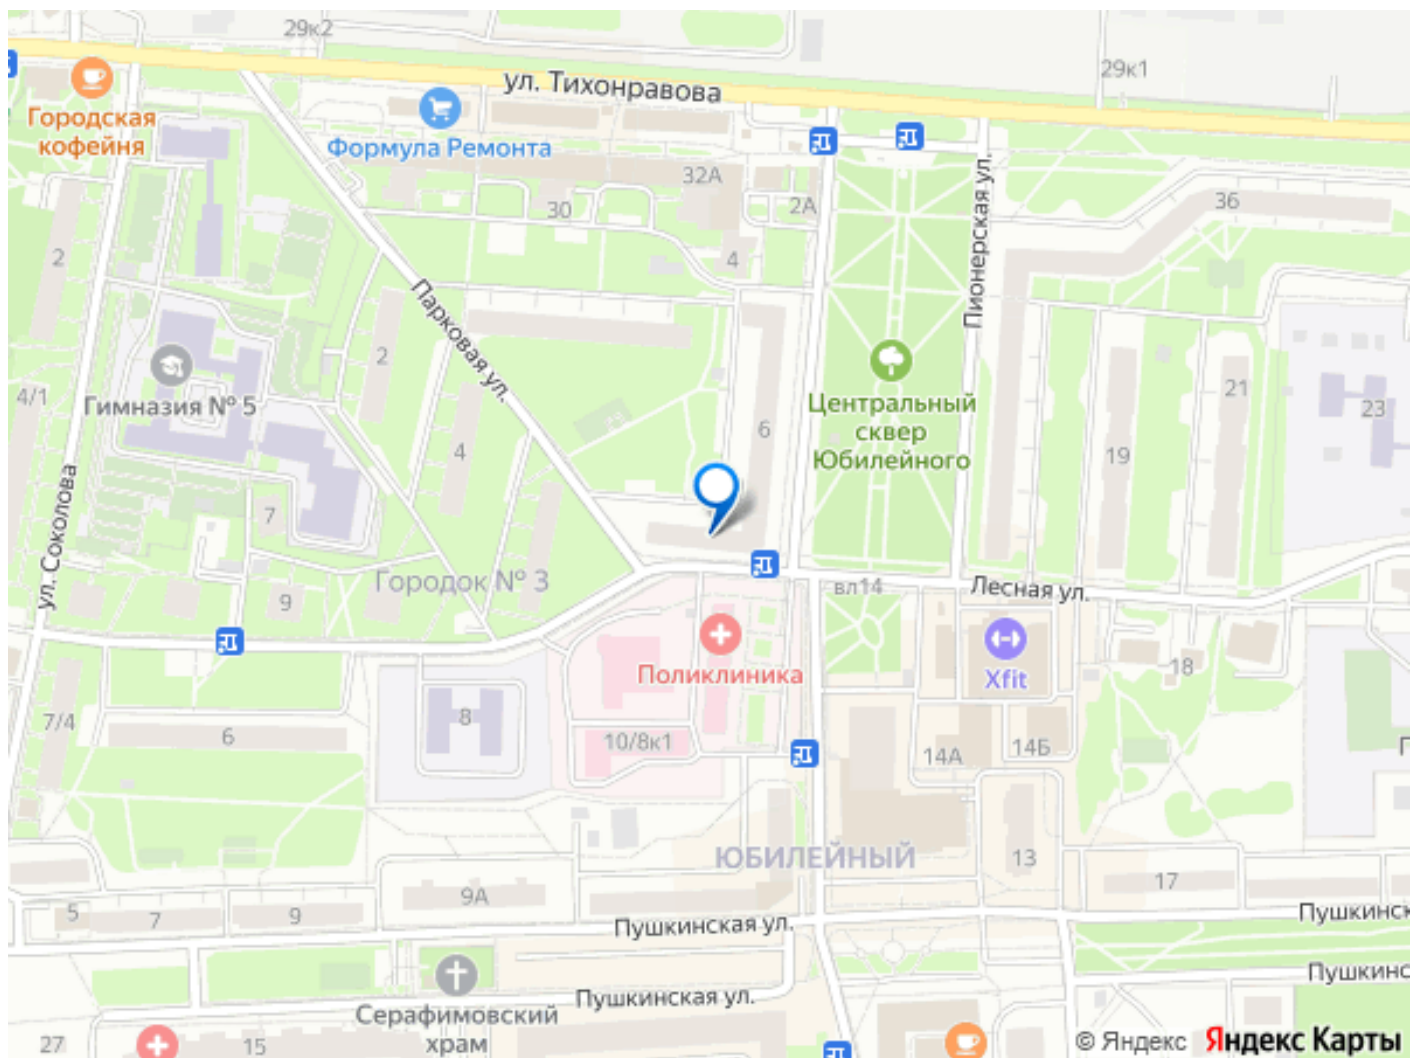 29к2
29к1
ул. Тихонравова
Городская
кофейня
Формула Ремонта
32А
30
2А
4
36
2
Пионерская ул.
Парковая ул.
2
Гимназия № 5
4/1
4
6
Центральный
сквер
Юбилейного
21
23
19
ул. Соколова
7
Городок № 3
9
вл14
Лесная ул.
Поликлиника
Xfit
18
7/4
6
8
10/8к1
14А
14Б
ЮБИЛЕЙНЫЙ
13
17
5
7
9
9А
Пушкинская ул.
Пушкинск
Пушкинс
Пушкинская ул.
Серафимовский
храм
27
15
© Яндекс Яндекс Карты